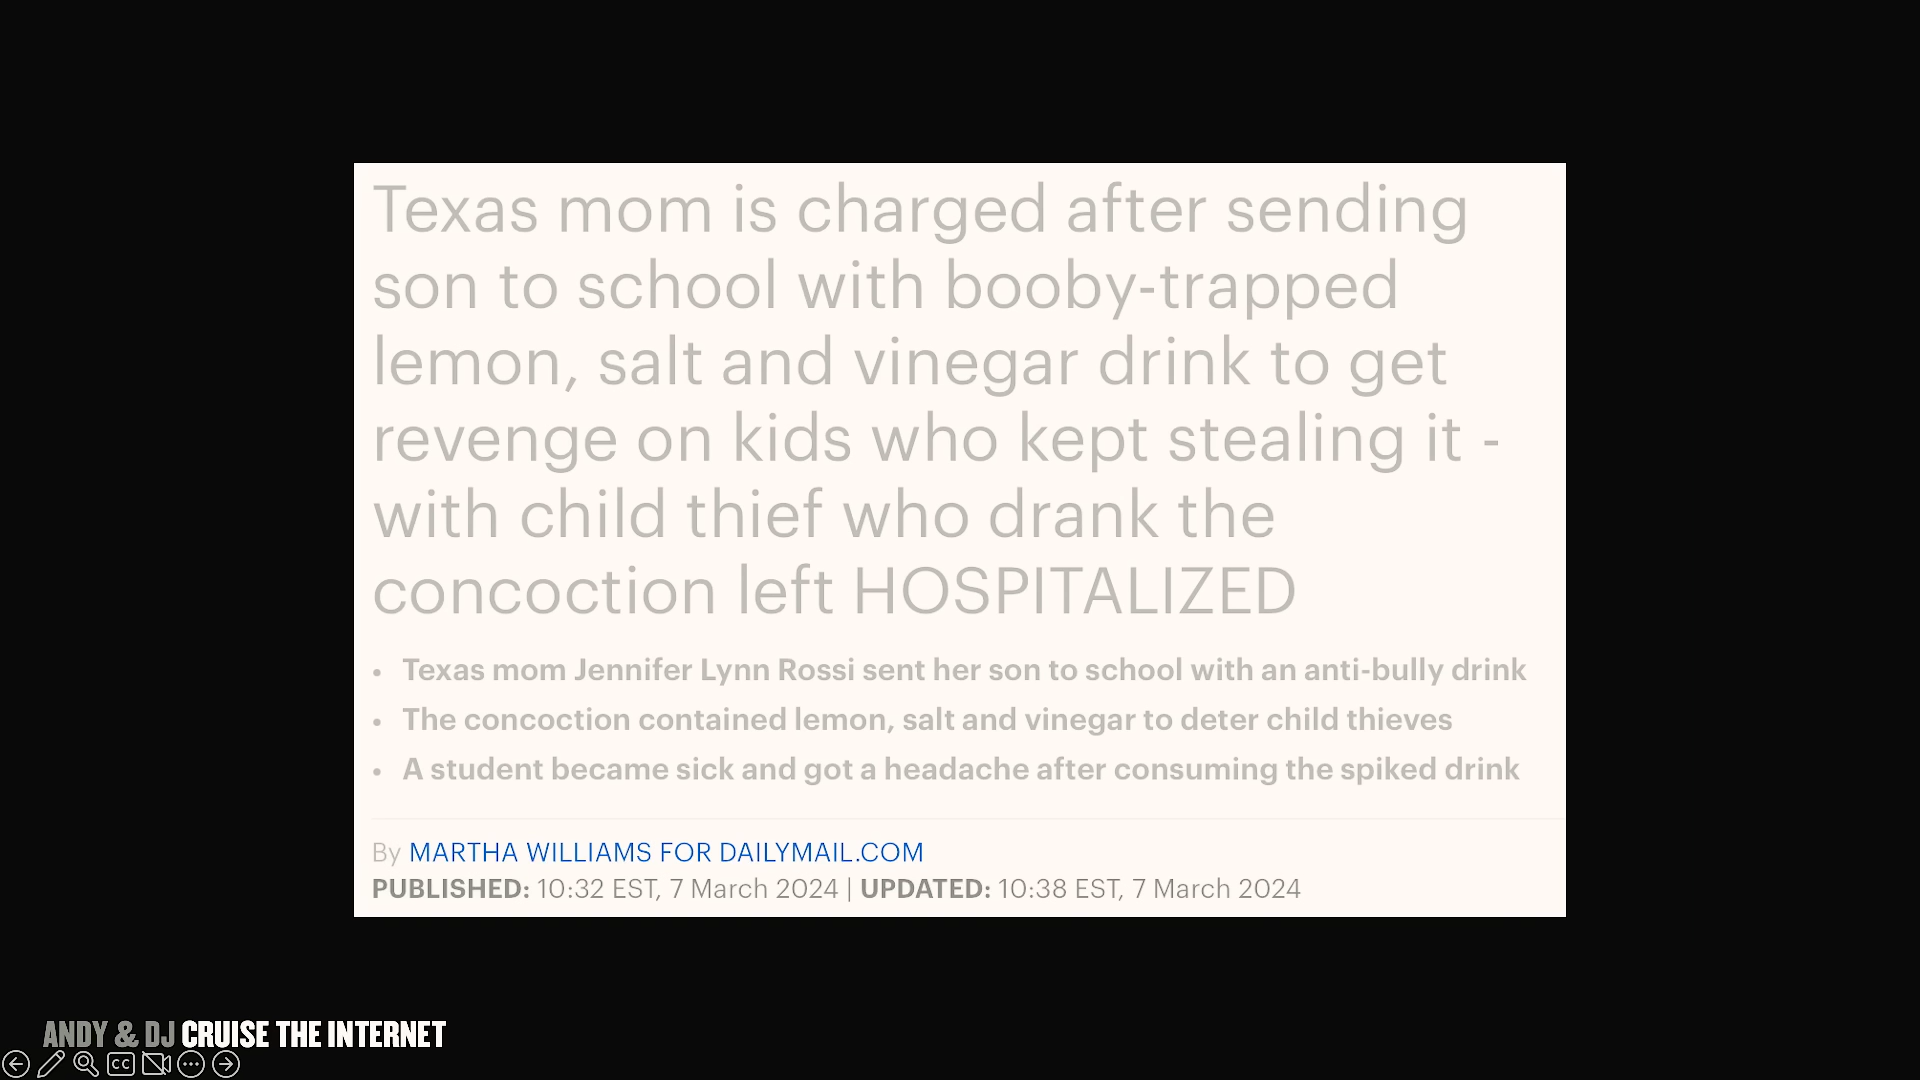 Texas mom is charged after sending
son to school with booby-trapped
lemon, salt and vinegar drink to get
revenge on kids who kept stealing it -
with child thief who drank the
concoction left HOSPITALIZED
• Texas mom Jennifer Lynn Rossi sent her son to school with an anti-bully drink
• The concoction contained lemon, salt and vinegar to deter child thieves
• A student became sick and got a headache after consuming the spiked drink
By MARTHA WILLIAMS FOR DAILYMAIL.COM
PUBLISHED: 10:32 EST, 7 March 2024 | UPDATED: 10:38 EST, 7 March 2024
ANDY & DJ CRUISE THE INTERNET
CC